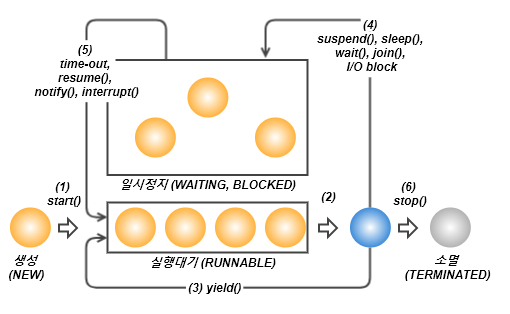 (4)
suspend(), sleep(),
wait(), join(),
I/O block
(5)
time-out,
resume(),
notify(), interrupt()
일시정지 (WAITING, BLOCKED)
(1)
start()
(2)
(6)
stop()
생성
(NEW)
실행대기 (RUNNABLE)
소멸
(TERMINATED)
(3) yield()